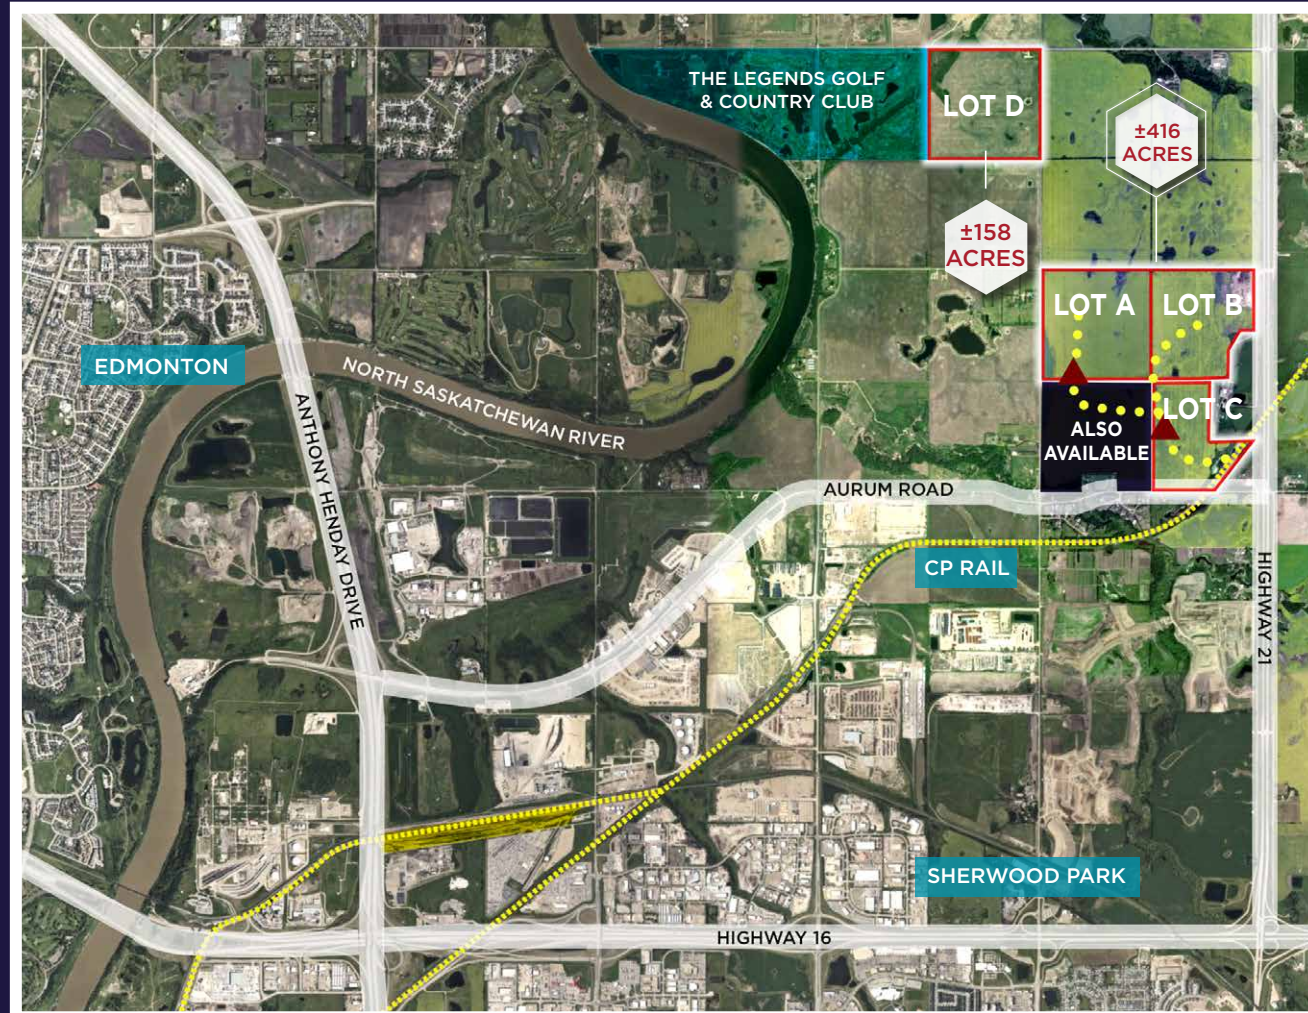 THE LEGENDS GOLF
& COUNTRY CLUB
LOT D
±416
ACRES
±158
ACRES
LOT A
LOT B
EDMONTON
NORTH SASKATCHEWAN RIVER
ANTHONY HENDAY DRIVE
LOT C
ALSO
AVAILABLE
AURUM ROAD
CP RAIL
HIGHWAY 21
SHERWOOD PARK
HIGHWAY 16